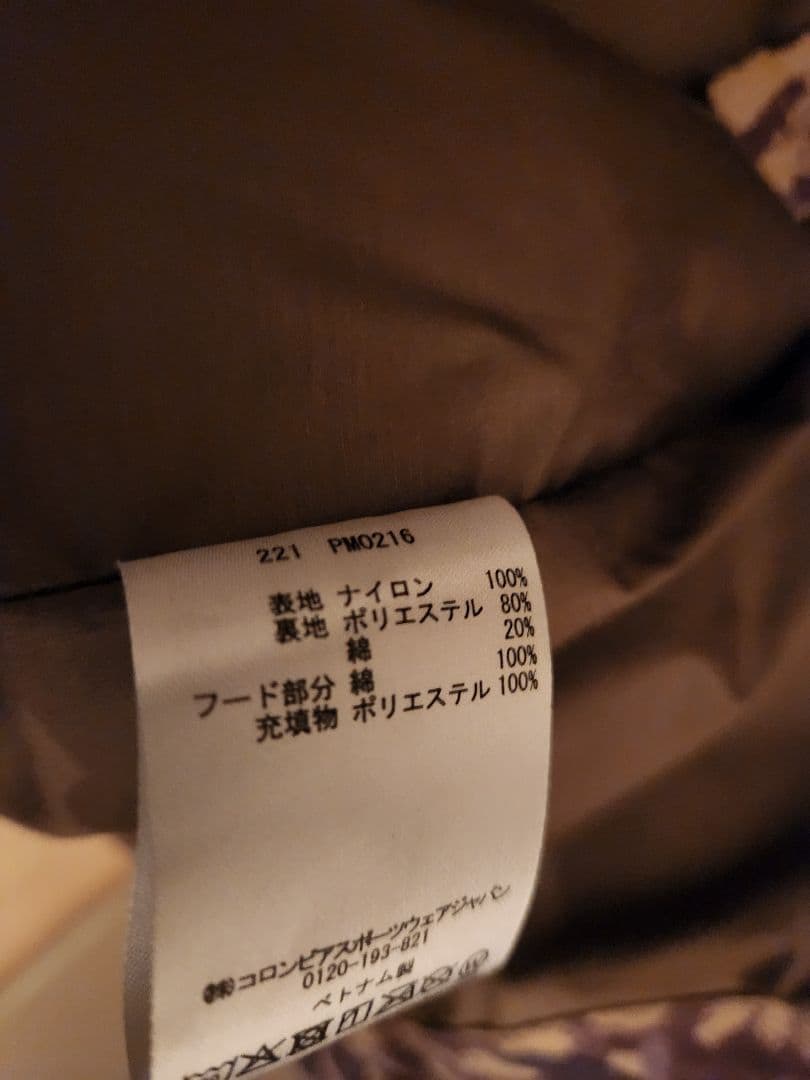 221 PM0216
表地 ナイロン 100%
裏地 ポリエステル 80%
綿 20%
フード部分 綿 100%
充填物 ポリエステル 100%
㈱コロンビアスポーツウェアジャパン
0120-193-821
ベトナム製